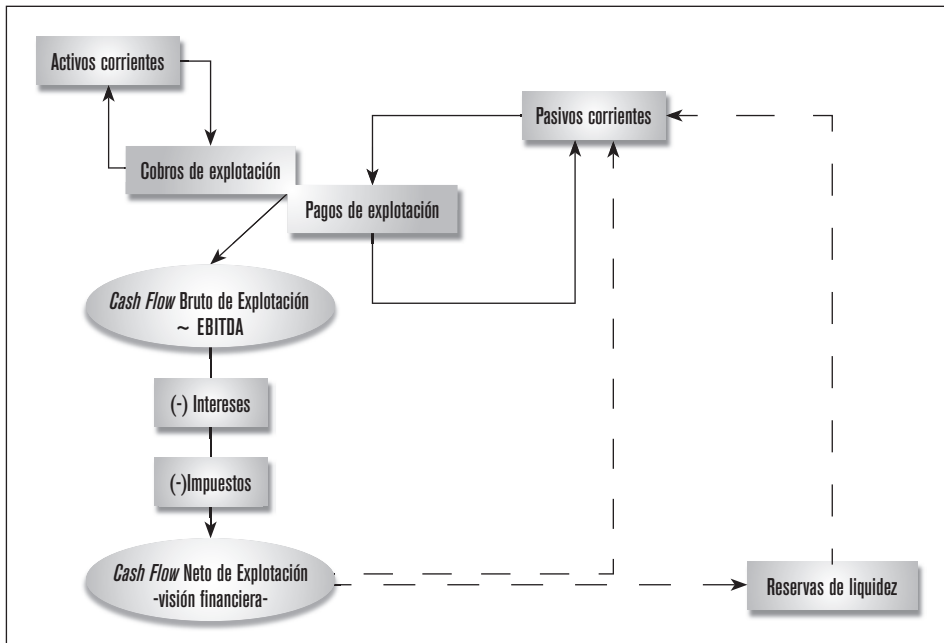 Activos corrientes
Pasivos corrientes
Cobros de explotación
Pagos de explotación
Cash Flow Bruto de Explotación
~ EBITDA
(-) Intereses
(-)Impuestos
Cash Flow Neto de Explotación
-visión financiera-
Reservas de liquidez